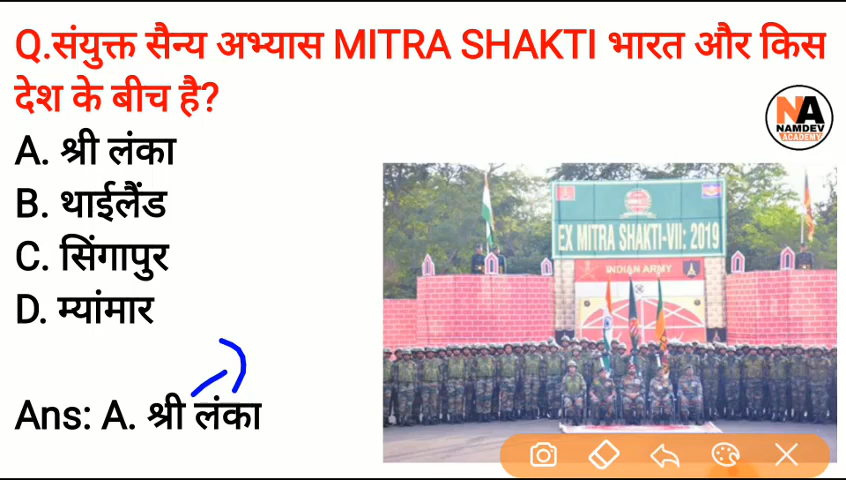 Q.संयुक्त सैन्य अभ्यास MITRA SHAKTI भारत और किस
देश के बीच है?
A. श्री लंका
B. थाईलैंड
C. सिंगापुर
D. म्यांमार
Ans: A. श्री लंका
NA
NAMDEV
ACADEMY
EX MITRA SHAKTI-VII: 2019
INDIAN ARMY